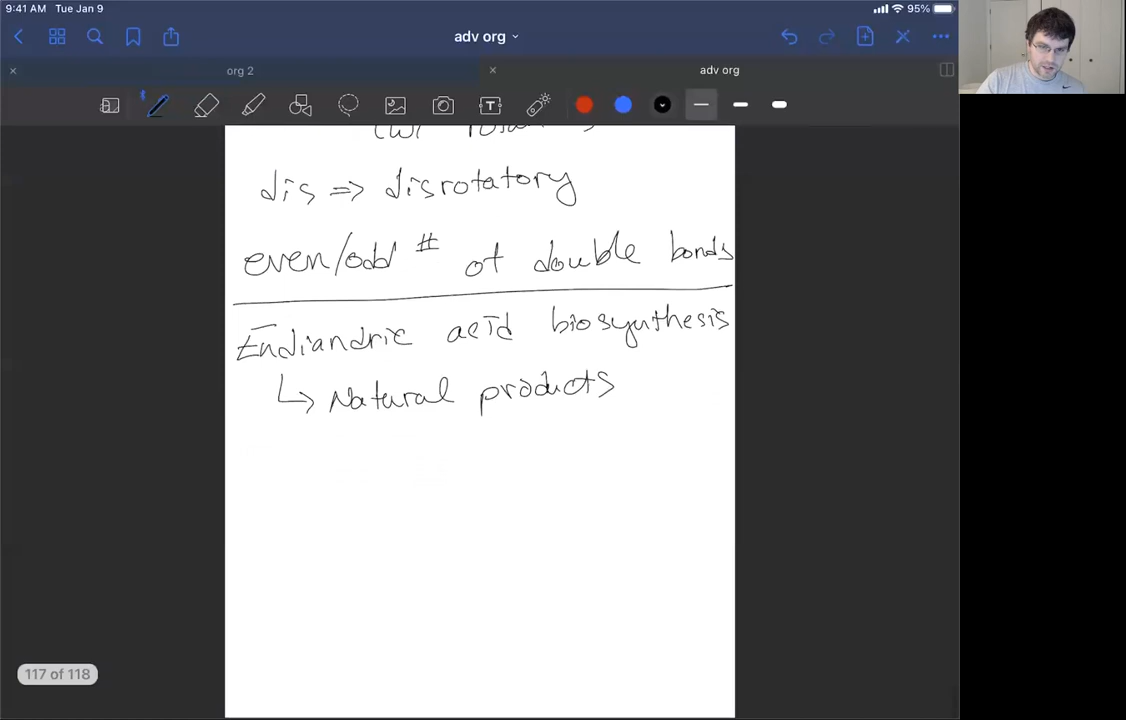 9:41 AM Tue Jan 9
95%
adv org
org 2
adv org
dis => disrotatory
even/odd # of double bonds
Endiandric acid biosynthesis
↳ Natural products
117 of 118